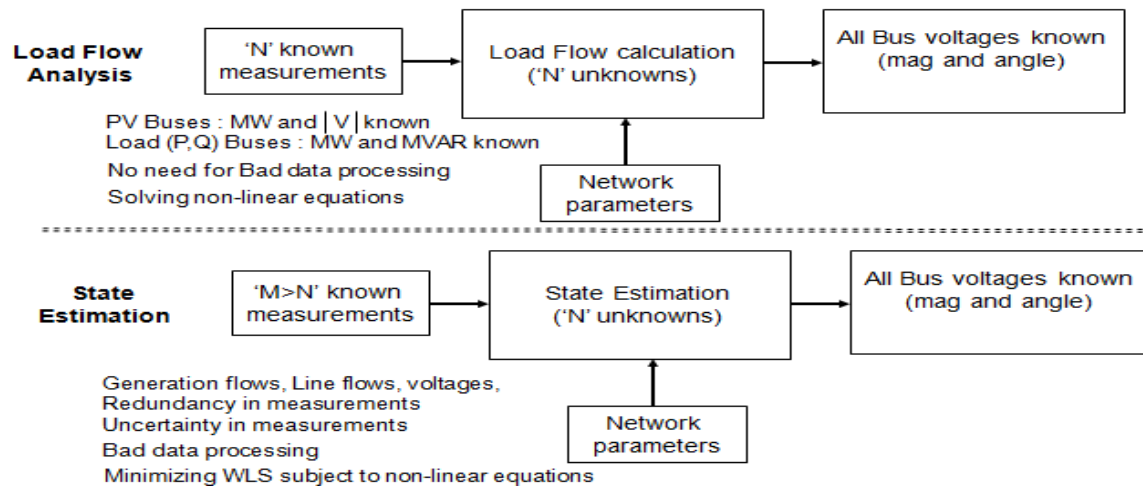 Load Flow
Analysis
‘N’ known
measurements
Load Flow calculation
(‘N’ unknowns)
All Bus voltages known
(mag and angle)
PV Buses : MW and |V| known
Load (P,Q) Buses : MW and MVAR known
No need for Bad data processing
Solving non-linear equations
Network
parameters
State
Estimation
‘M>N’ known
measurements
State Estimation
(‘N’ unknowns)
All Bus voltages known
(mag and angle)
Generation flows, Line flows, voltages,
Redundancy in measurements
Uncertainty in measurements
Bad data processing
Minimizing WLS subject to non-linear equations
Network
parameters